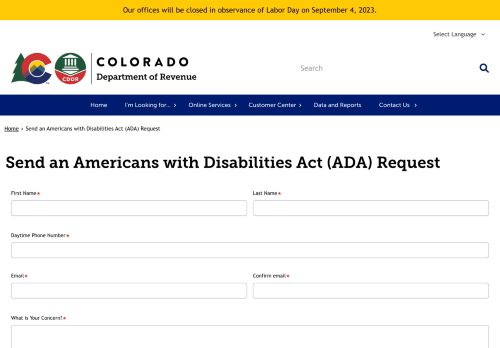 Our offices will be closed in observance of Labor Day on September 4, 2023.
Select Language
COLORADO
Department of Revenue
CDOR
Search
Home I'm Looking for... Online Services Customer Center Data and Reports Contact Us
Home › Send an Americans with Disabilities Act (ADA) Request
Send an Americans with Disabilities Act (ADA) Request
First Name* Last Name*
Daytime Phone Number*
Email* Confirm email*
What is Your Concern?*